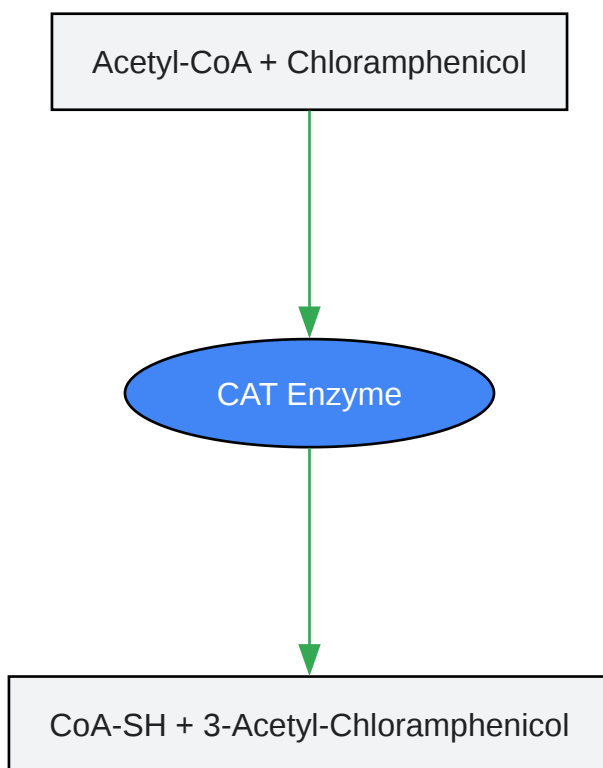 Acetyl-CoA + Chloramphenicol
CAT Enzyme
CoA-SH + 3-Acetyl-Chloramphenicol